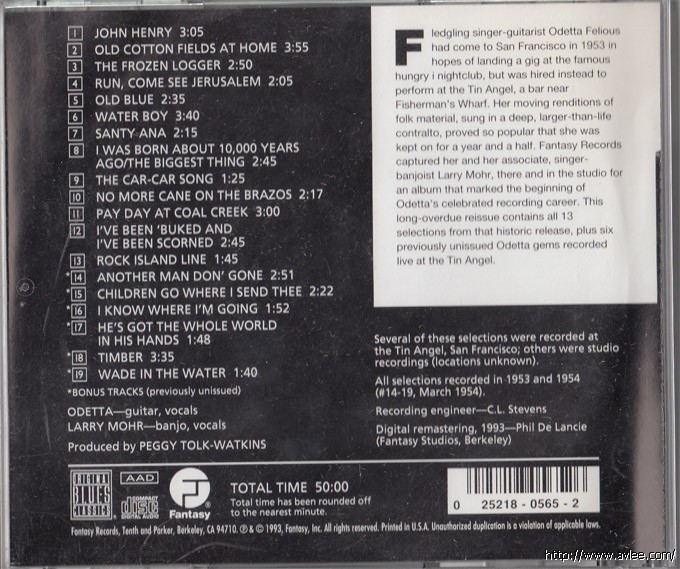 1 JOHN HENRY 3:05
2 OLD COTTON FIELDS AT HOME 3:55
3 THE FROZEN LOGGER 2:50
4 RUN, COME SEE JERUSALEM 2:05
5 OLD BLUE 2:35
6 WATER BOY 3:40
7 SANTY ANA 2:15
8 I WAS BORN ABOUT 10,000 YEARS
AGO/THE BIGGEST THING 2:45
9 THE CAR-CAR SONG 1:25
10 NO MORE CANE ON THE BRAZOS 2:17
11 PAY DAY AT COAL CREEK 3:00
12 I'VE BEEN 'BUKED AND
I'VE BEEN SCORNED 2:45
13 ROCK ISLAND LINE 1:45
*14 ANOTHER MAN DON' GONE 2:51
*15 CHILDREN GO WHERE I SEND THEE 2:22
*16 I KNOW WHERE I'M GOING 1:52
*17 HE'S GOT THE WHOLE WORLD
IN HIS HANDS 1:48
*18 TIMBER 3:35
*19 WADE IN THE WATER 1:40
*BONUS TRACKS (previously unissued)
ODETTA—guitar, vocals
LARRY MOHR—banjo, vocals
Produced by PEGGY TOLK-WATKINS
Fledgling singer-guitarist Odetta Felious
had come to San Francisco in 1953 in
hopes of landing a gig at the famous
hungry i nightclub, but was hired instead to
perform at the Tin Angel, a bar near
Fisherman's Wharf. Her moving renditions of
folk material, sung in a deep, larger-than-life
contralto, proved so popular that she was
kept on for a year and a half. Fantasy Records
captured her and her associate, singer-
banjoist Larry Mohr, there and in the studio for
an album that marked the beginning of
Odetta's celebrated recording career. This
long-overdue reissue contains all 13
selections from that historic release, plus six
previously unissued Odetta gems recorded
live at the Tin Angel.
Several of these selections were recorded at
the Tin Angel, San Francisco; others were studio
recordings (locations unknown).
All selections recorded in 1953 and 1954
(#14-19, March 1954).
Recording engineer—C.L. Stevens
Digital remastering, 1993—Phil De Lancie
(Fantasy Studios, Berkeley)
ORIGINAL
BLUES
CLASSICS
AAD
COMPACT
disc
DIGITAL AUDIO
F
Fantasy
TOTAL TIME 50:00
Total time has been rounded off
to the nearest minute.
0 25218-0565-2
Fantasy Records, Tenth and Parker, Berkeley, CA 94710. ℗ & © 1993, Fantasy, Inc. All rights reserved. Printed in U.S.A. Unauthorized duplication is a violation of applicable laws.
http://www.avlee.com/